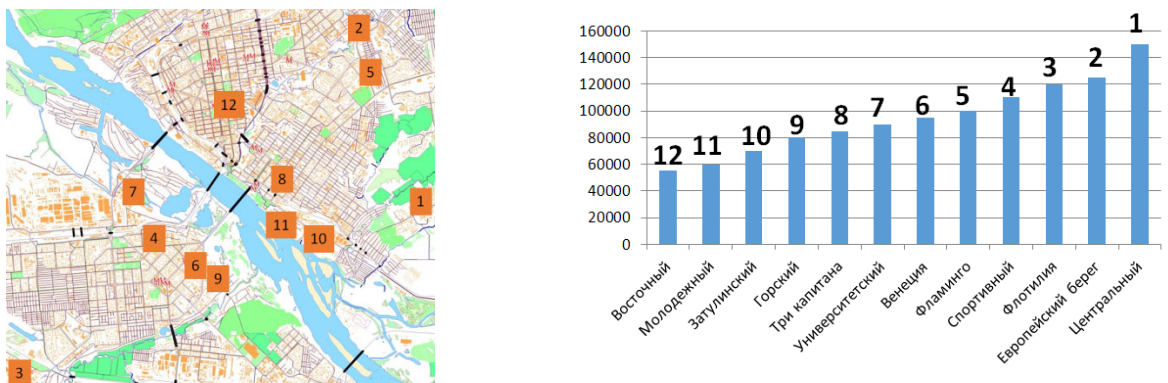 2
5
12
8
7
1
11
4
10
6
9
3
160000
140000
120000
100000
80000
60000
40000
20000
0
12
11
10
9
8
7
6
5
4
3
2
1
Восточный
Молодежный
Затулинский
Горский
Три капитана
Университетский
Венеция
Фламинго
Спортивный
Флотилия
Европейский берег
Центральный